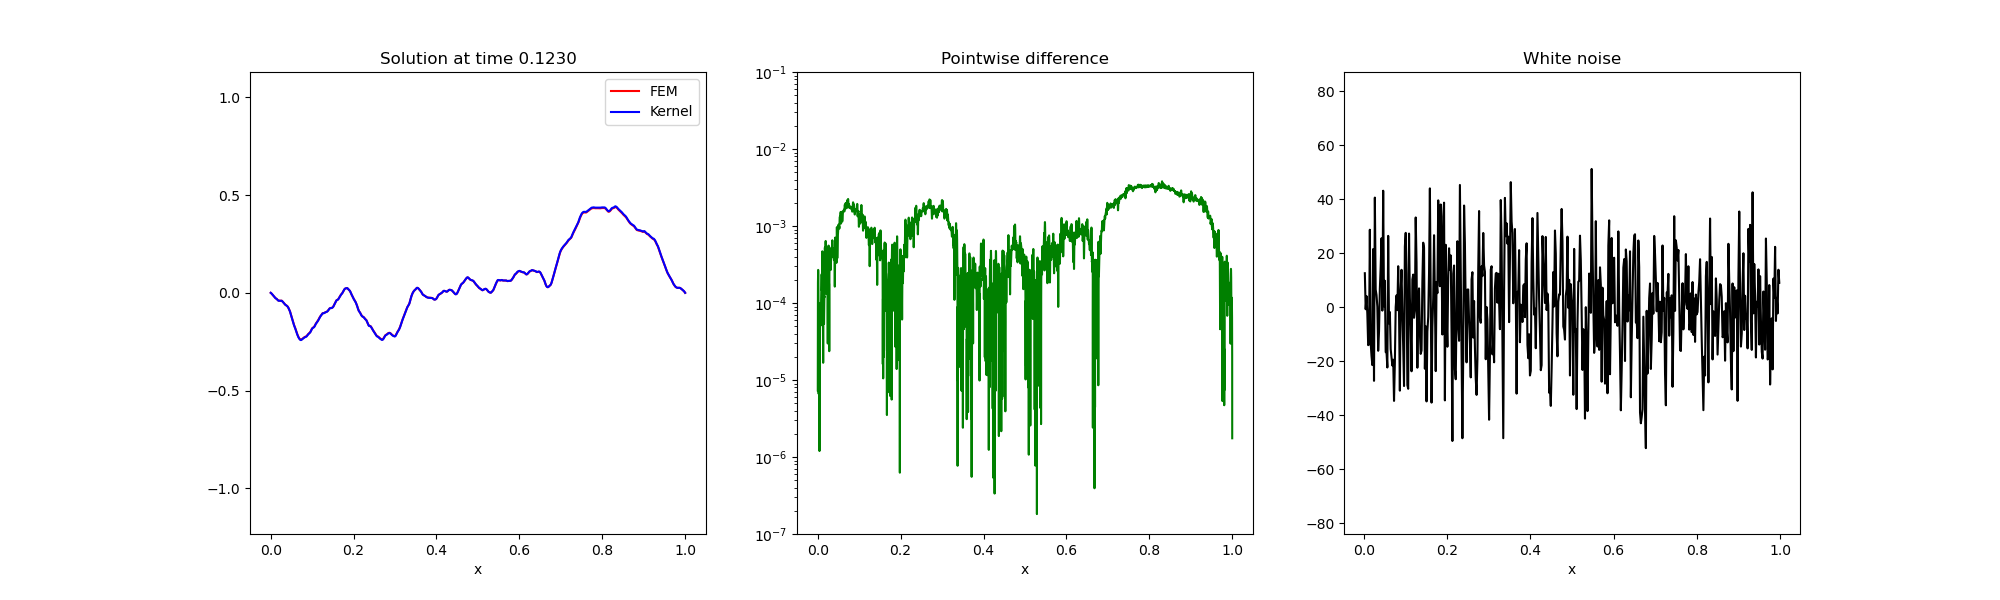 Solution at time 0.1230
1.0
0.5
0.0
−0.5
−1.0
FEM
Kernel
0.0 0.2 0.4 0.6 0.8 1.0
x
Pointwise difference
10⁻¹
10⁻²
10⁻³
10⁻⁴
10⁻⁵
10⁻⁶
10⁻⁷
0.0 0.2 0.4 0.6 0.8 1.0
x
White noise
80
60
40
20
0
−20
−40
−60
−80
0.0 0.2 0.4 0.6 0.8 1.0
x